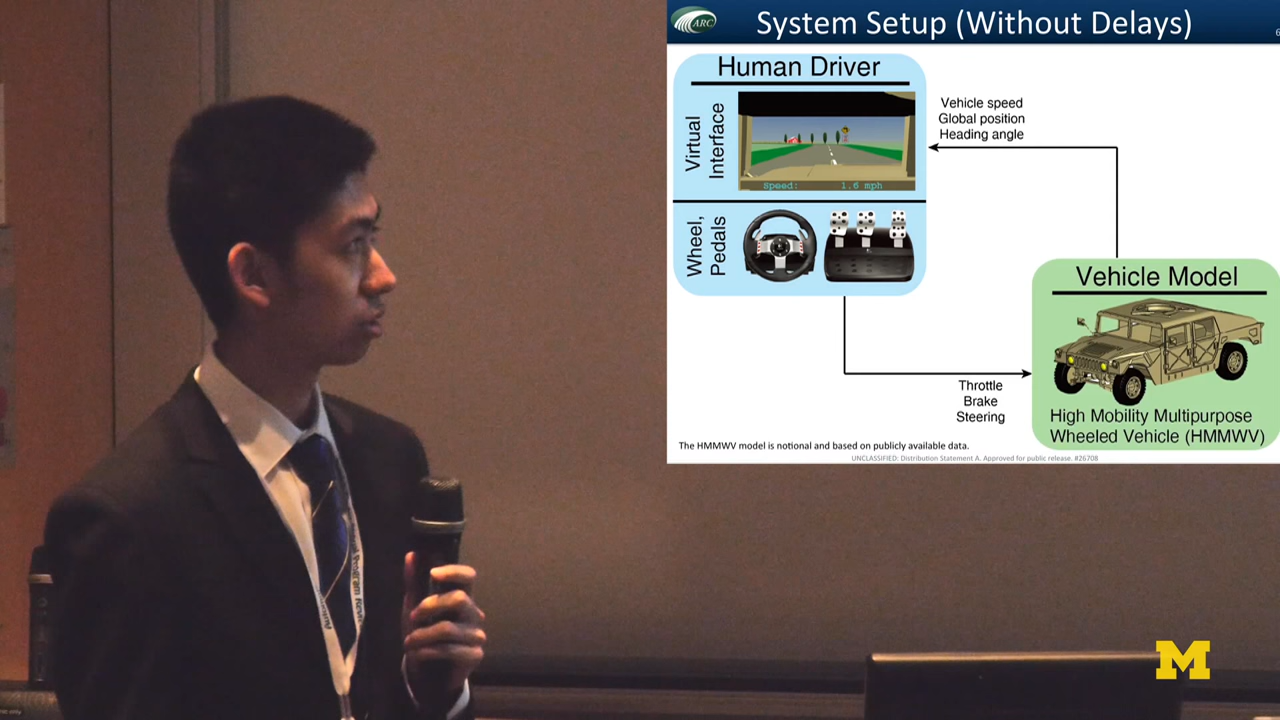 ARC
System Setup (Without Delays)
6
Human Driver
Virtual
Interface
Speed: 1.6 mph
Wheel,
Pedals
Vehicle speed
Global position
Heading angle
Throttle
Brake
Steering
Vehicle Model
High Mobility Multipurpose
Wheeled Vehicle (HMMWV)
The HMMWV model is notional and based on publicly available data.
UNCLASSIFIED: Distribution Statement A. Approved for public release. #26708
Program
M